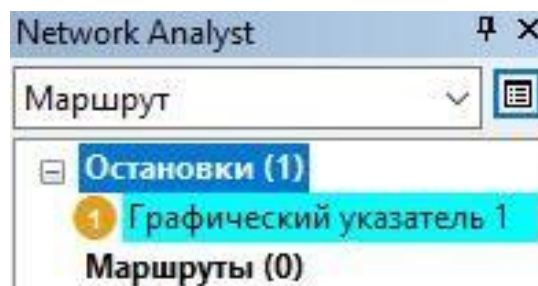 Network Analyst
Маршрут
Остановки (1)
1 Графический указатель 1
Маршруты (0)